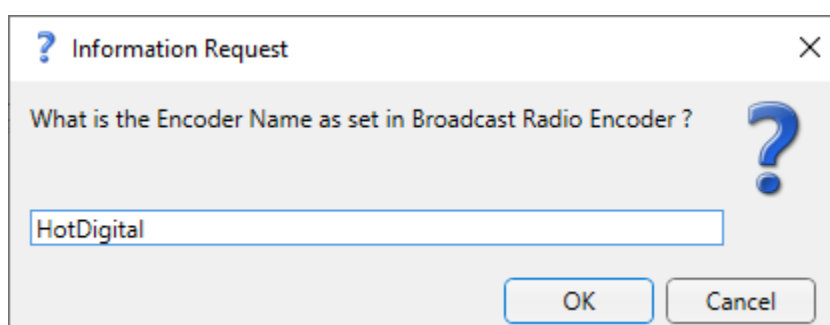 Information Request
What is the Encoder Name as set in Broadcast Radio Encoder ?
HotDigital
OK
Cancel